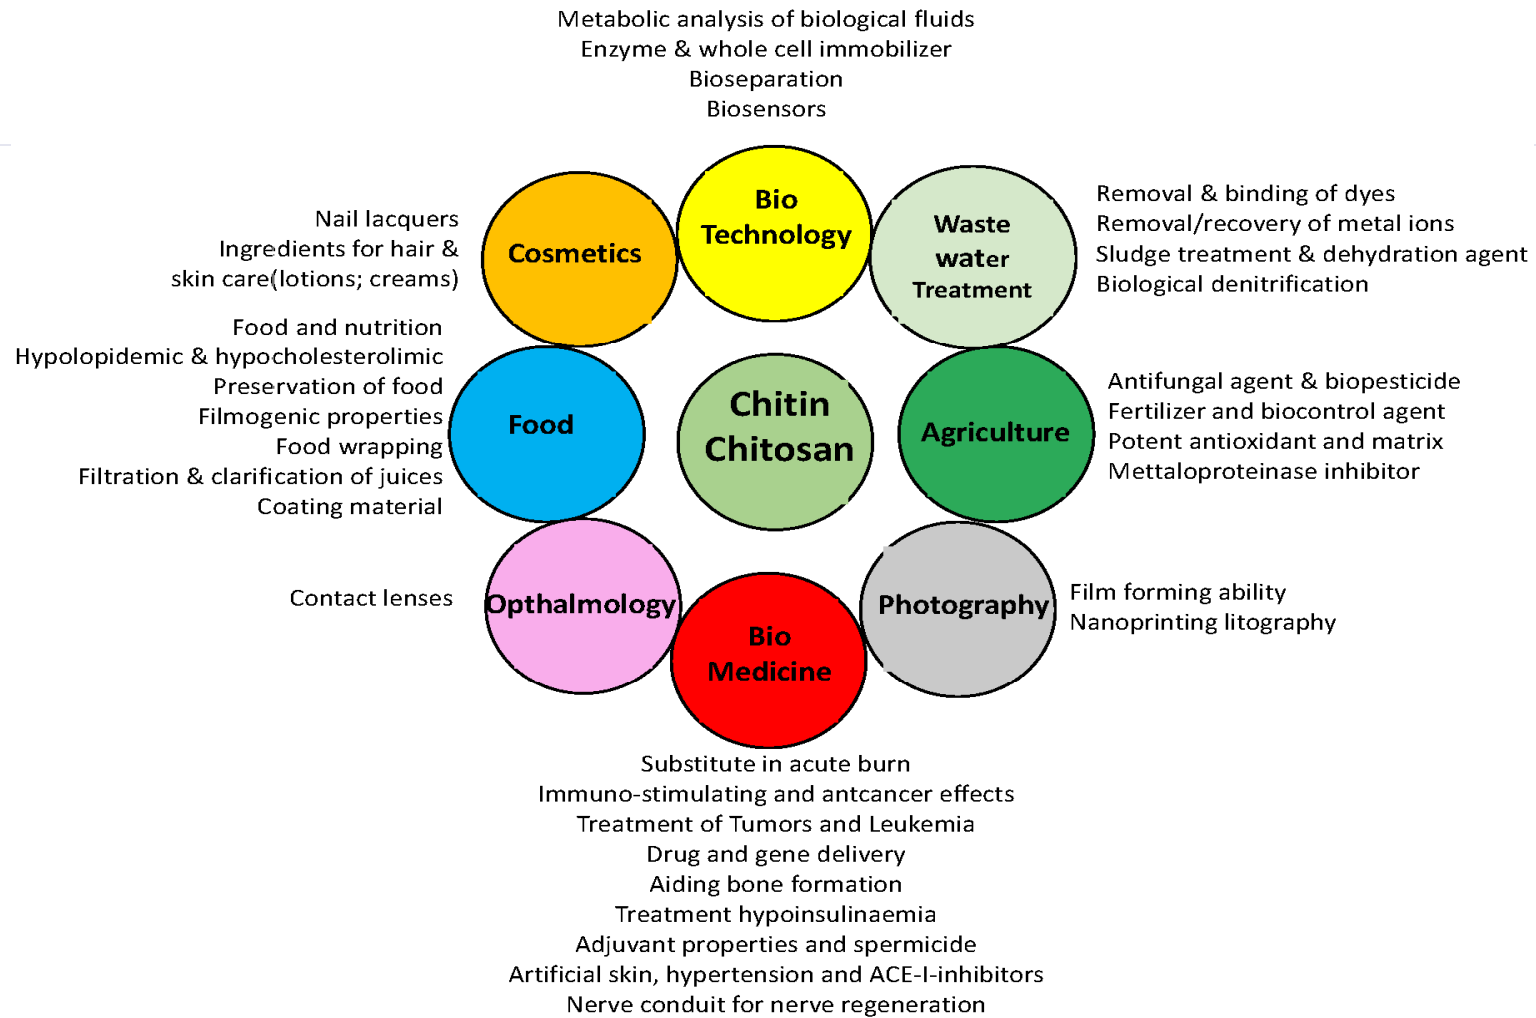 Metabolic analysis of biological fluids
Enzyme & whole cell immobilizer
Bioseparation
Biosensors
Bio
Technology
Cosmetics
Nail lacquers
Ingredients for hair &
skin care(lotions; creams)
Waste
water
Treatment
Removal & binding of dyes
Removal/recovery of metal ions
Sludge treatment & dehydration agent
Biological denitrification
Food and nutrition
Hypolopidemic & hypocholesterolimic
Preservation of food
Filmogenic properties
Food wrapping
Filtration & clarification of juices
Coating material
Food
Chitin
Chitosan
Agriculture
Antifungal agent & biopesticide
Fertilizer and biocontrol agent
Potent antioxidant and matrix
Mettaloproteinase inhibitor
Contact lenses
Opthalmology
Bio
Medicine
Photography
Film forming ability
Nanoprinting litography
Substitute in acute burn
Immuno-stimulating and antcancer effects
Treatment of Tumors and Leukemia
Drug and gene delivery
Aiding bone formation
Treatment hypoinsulinaemia
Adjuvant properties and spermicide
Artificial skin, hypertension and ACE-I-inhibitors
Nerve conduit for nerve regeneration